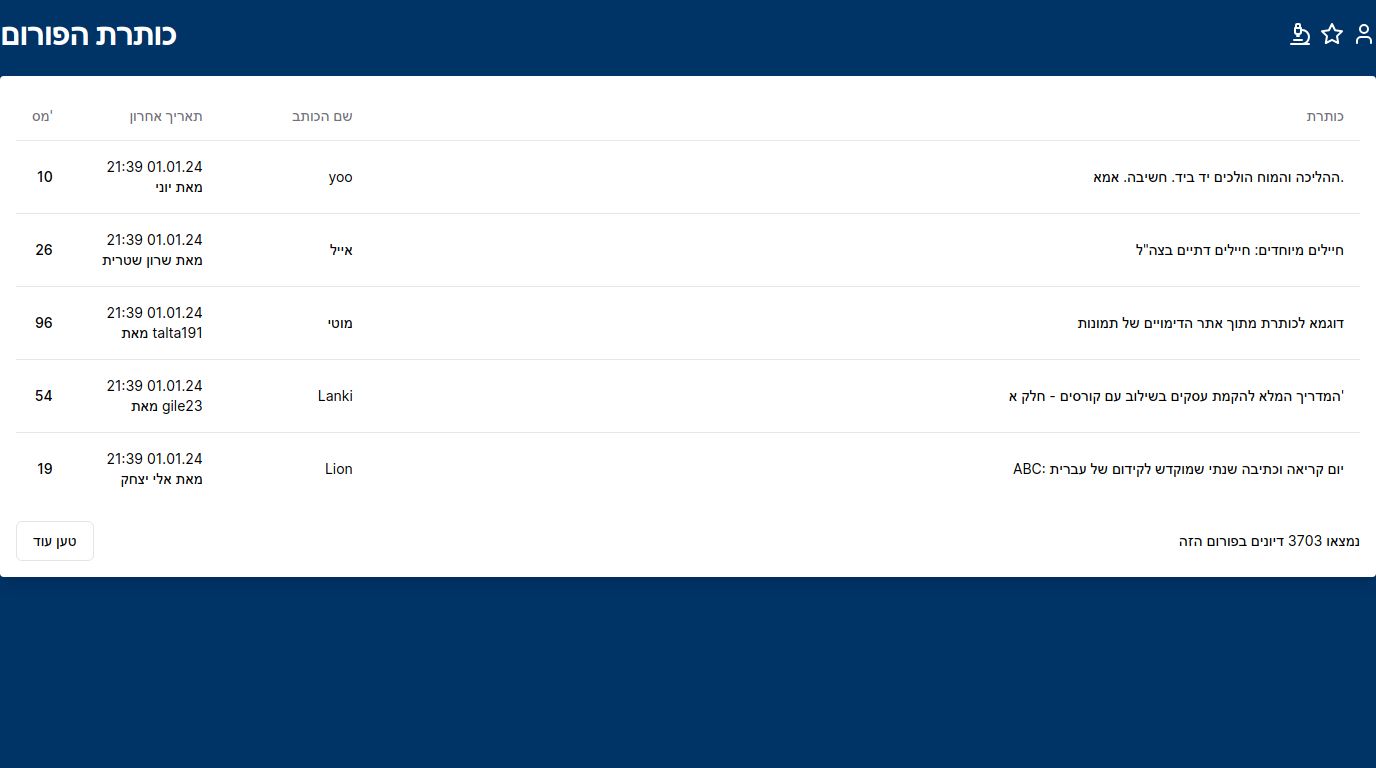 כותרת הפורום
כותרת
שם הכותב
תאריך אחרון
מס'
ההליכה והמוח הולכים יד ביד. חשיבה. אמא.
yoo
21:39 01.01.24
מאת יוני
10
חיילים מיוחדים: חיילים דתיים בצה"ל
אייל
21:39 01.01.24
מאת שרון שטרית
26
דוגמא לכותרת מתוך אתר הדימויים של תמונות
מוטי
21:39 01.01.24
מאת talta191
96
המדריך המלא להקמת עסקים בשילוב עם קורסים - חלק א'
Lanki
21:39 01.01.24
מאת gile23
54
יום קריאה וכתיבה שנתי שמוקדש לקידום של עברית :ABC
Lion
21:39 01.01.24
מאת אלי יצחק
19
נמצאו 3703 דיונים בפורום הזה
טען עוד